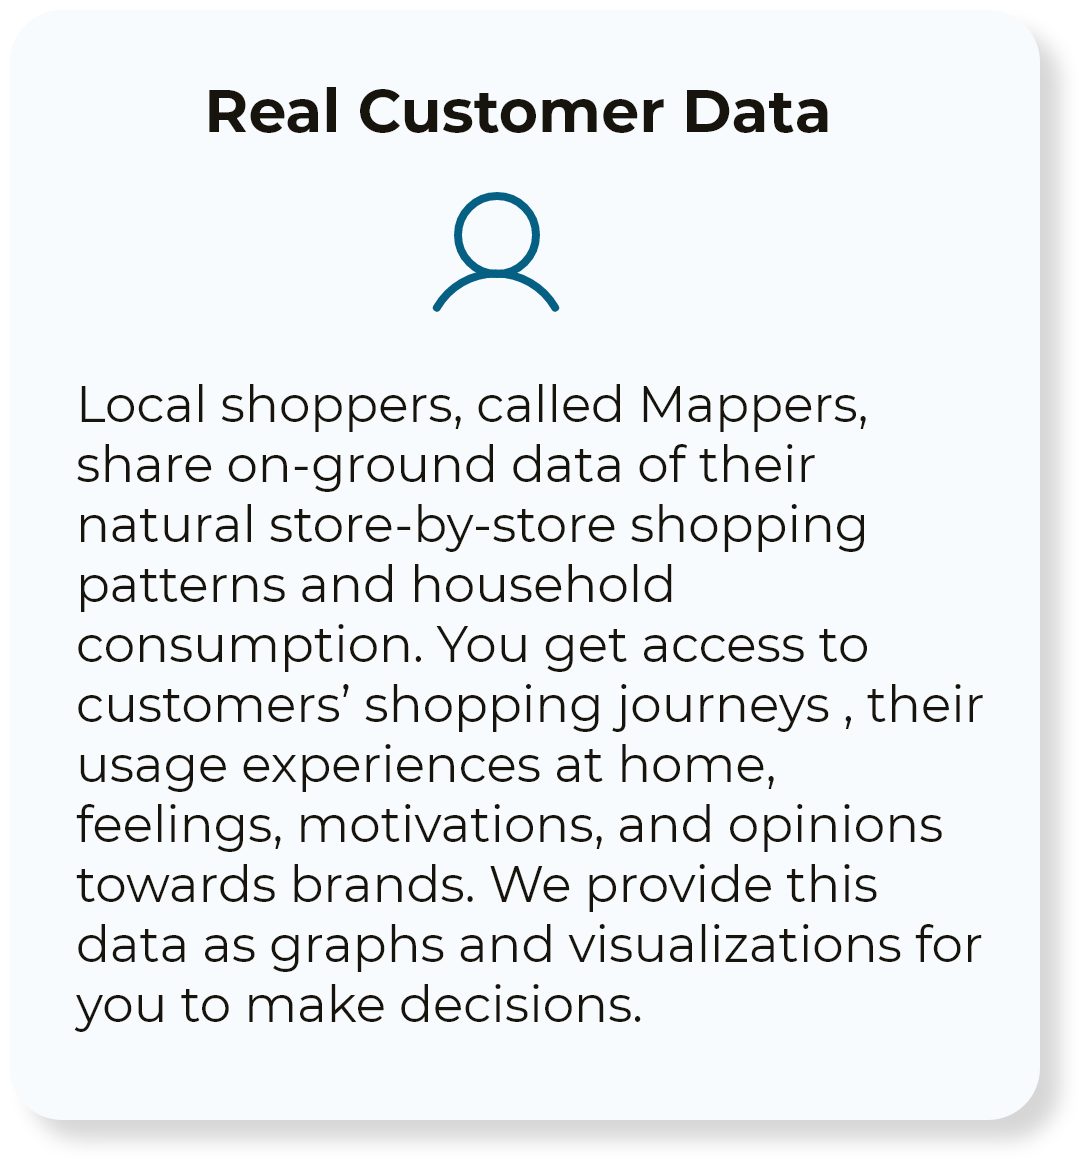 Real Customer Data
Local shoppers, called Mappers,
share on-ground data of their
natural store-by-store shopping
patterns and household
consumption. You get access to
customers’ shopping journeys , their
usage experiences at home,
feelings, motivations, and opinions
towards brands. We provide this
data as graphs and visualizations for
you to make decisions.